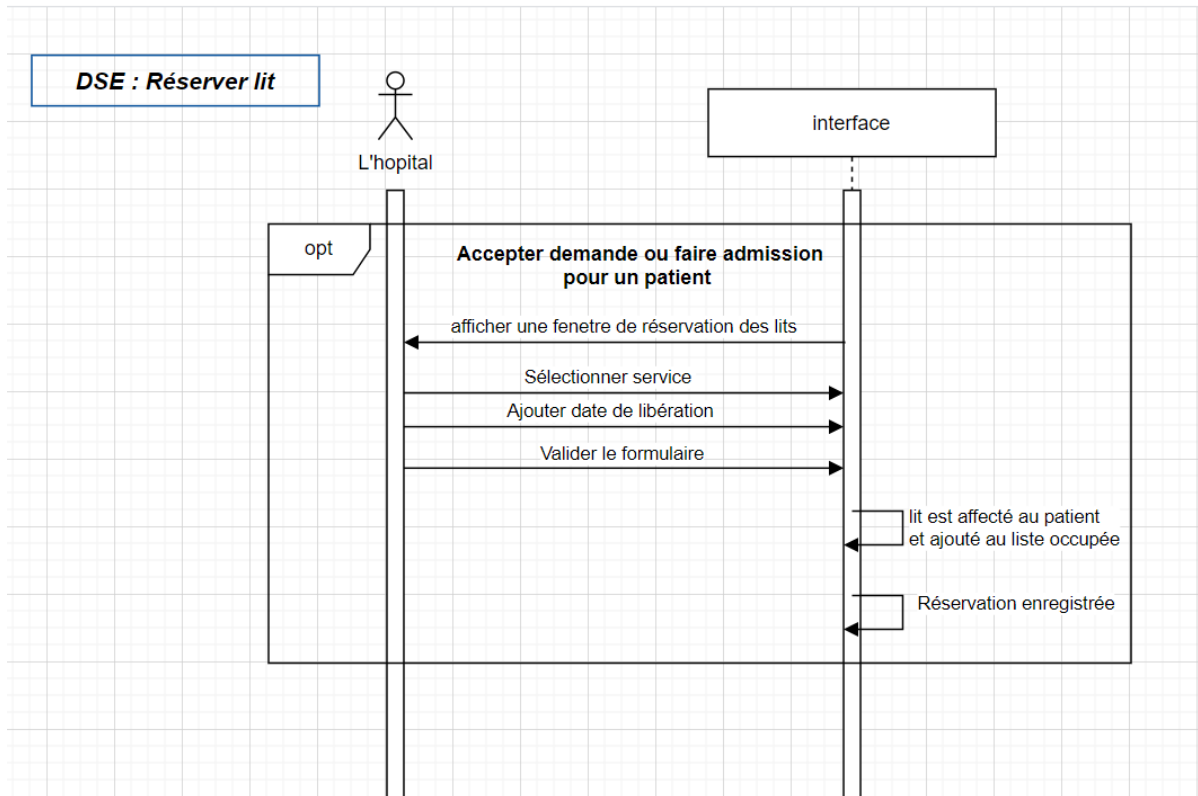 DSE : Réserver lit
L'hopital
interface
opt
Accepter demande ou faire admission
pour un patient
afficher une fenetre de réservation des lits
Sélectionner service
Ajouter date de libération
Valider le formulaire
lit est affecté au patient
et ajouté au liste occupée
Réservation enregistrée